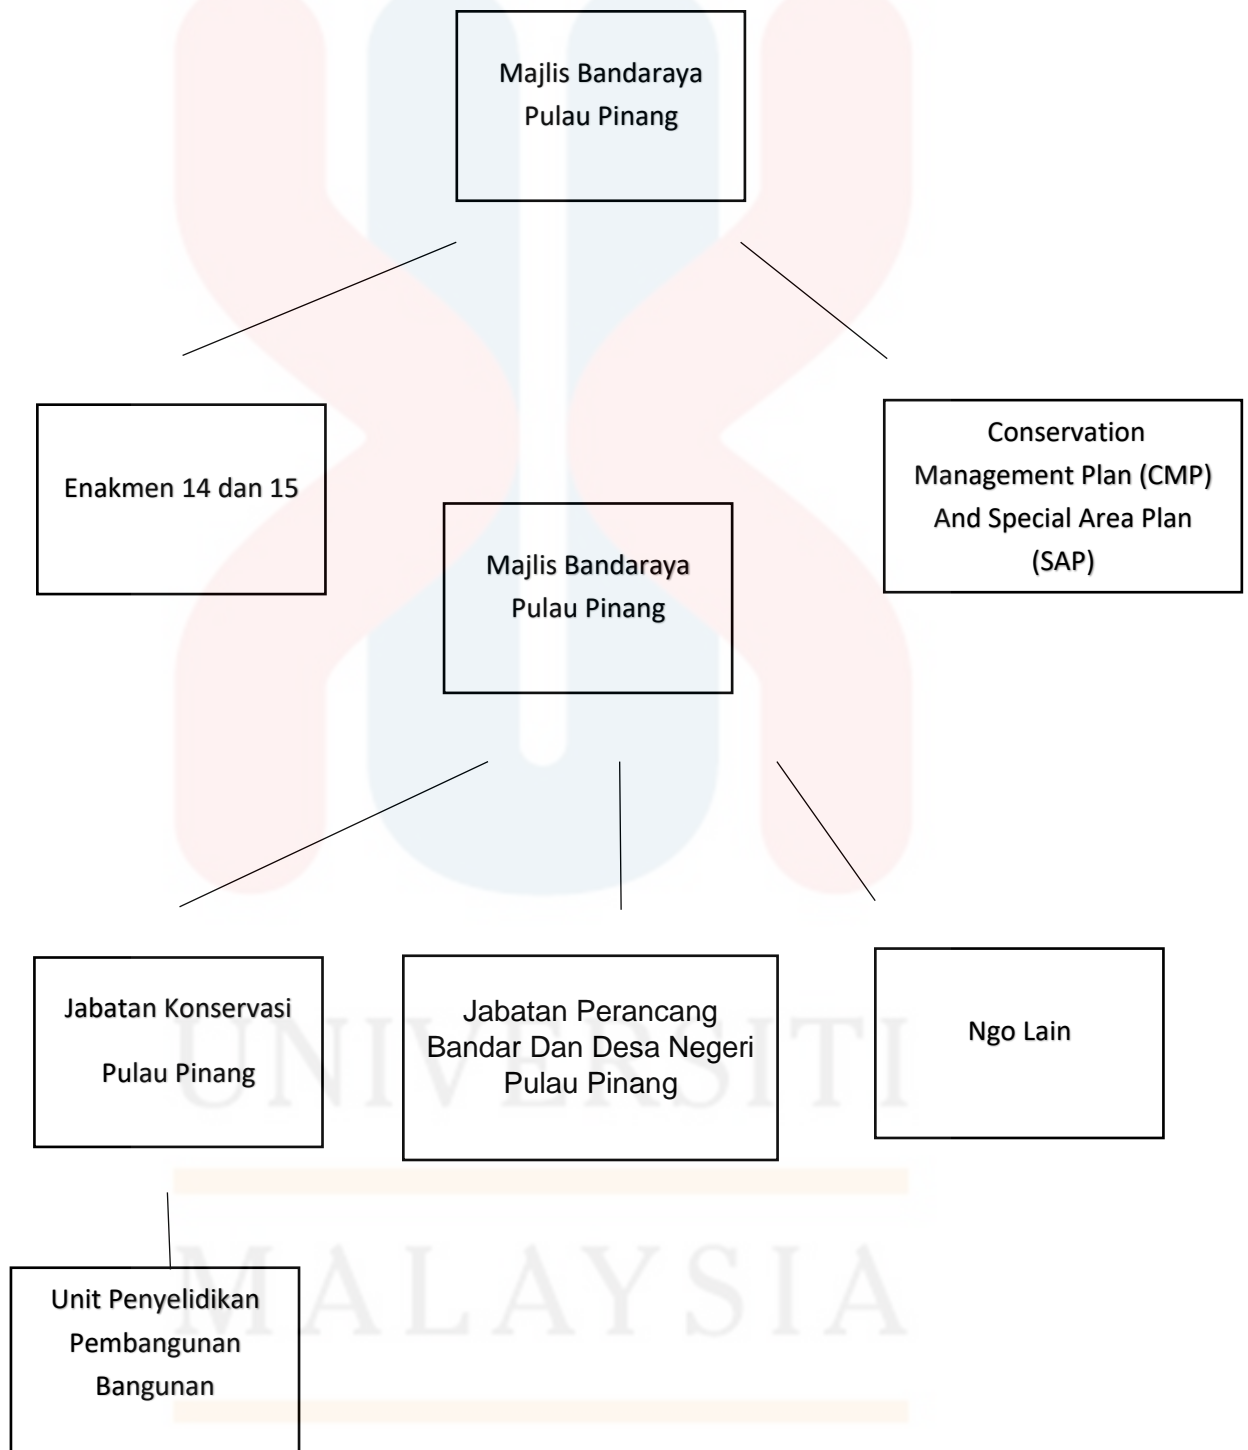 Majlis Bandaraya
Pulau Pinang
Enakmen 14 dan 15
Conservation
Management Plan (CMP)
And Special Area Plan
(SAP)
Majlis Bandaraya
Pulau Pinang
Jabatan Konservasi
Pulau Pinang
Jabatan Perancang
Bandar Dan Desa Negeri
Pulau Pinang
Ngo Lain
UNIVERSITI
Unit Penyelidikan
Pembangunan
Bangunan
MALAYSIA